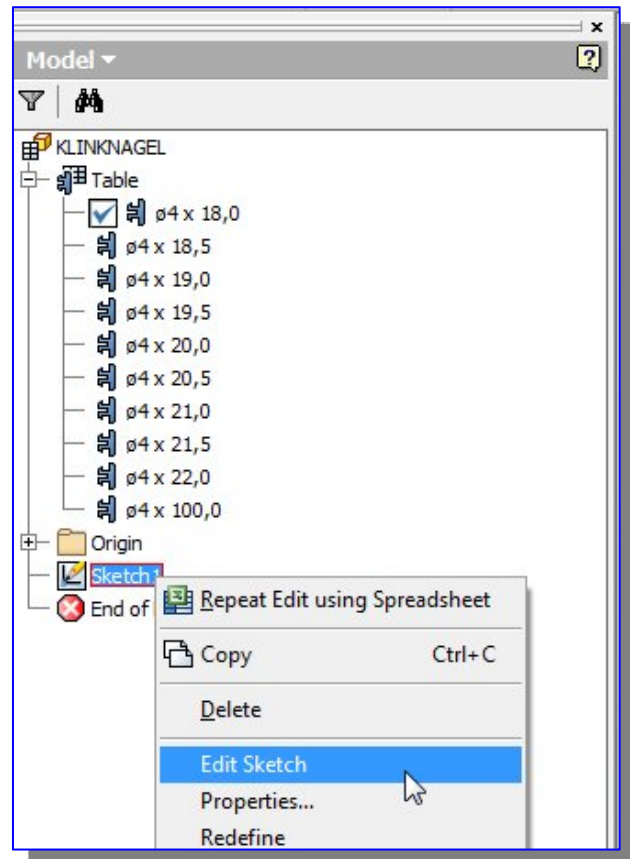 Model
KLINKNAGEL
Table
ø4 x 18,0
ø4 x 18,5
ø4 x 19,0
ø4 x 19,5
ø4 x 20,0
ø4 x 20,5
ø4 x 21,0
ø4 x 21,5
ø4 x 22,0
ø4 x 100,0
Origin
Sketch1
End of
Repeat Edit using Spreadsheet
Copy Ctrl+C
Delete
Edit Sketch
Properties...
Redefine